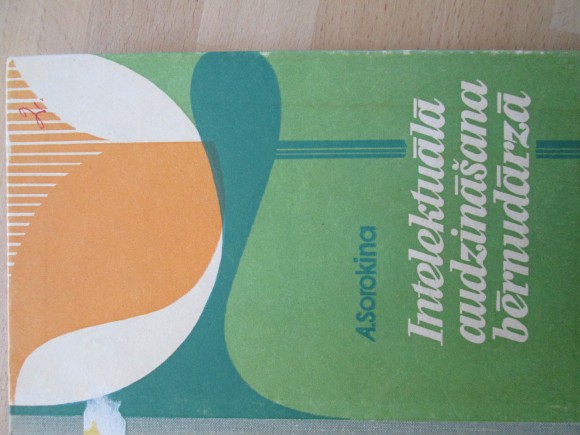 A.Sorokina
Intelektuālā
audzināšana
bērnudārzā